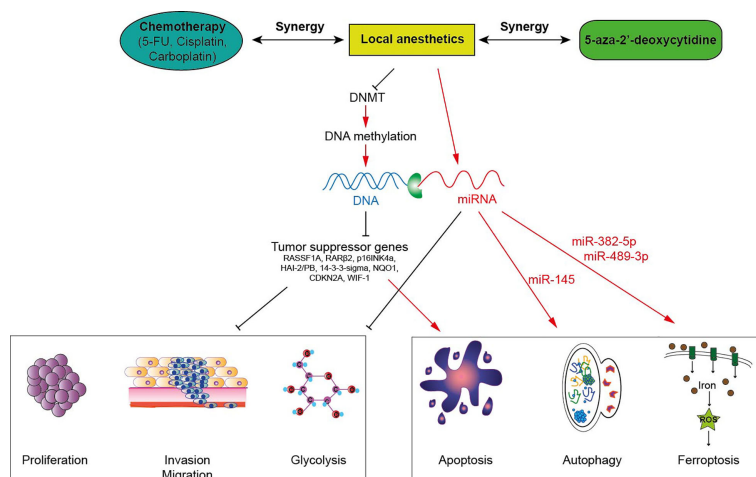 Chemotherapy
(5-FU, Cisplatin,
Carboplatin)
Synergy
Local anesthetics
Synergy
5-aza-2'-deoxycytidine
DNMT
DNA methylation
DNA
miRNA
Tumor suppressor genes
RASSF1A, RARβ2, p16INK4a,
HAI-2/PB, 14-3-3-sigma, NQO1,
CDKN2A, WIF-1
miR-382-5p
miR-489-3p
miR-145
Iron
ROS
Proliferation
Invasion
Migration
Glycolysis
Apoptosis
Autophagy
Ferroptosis